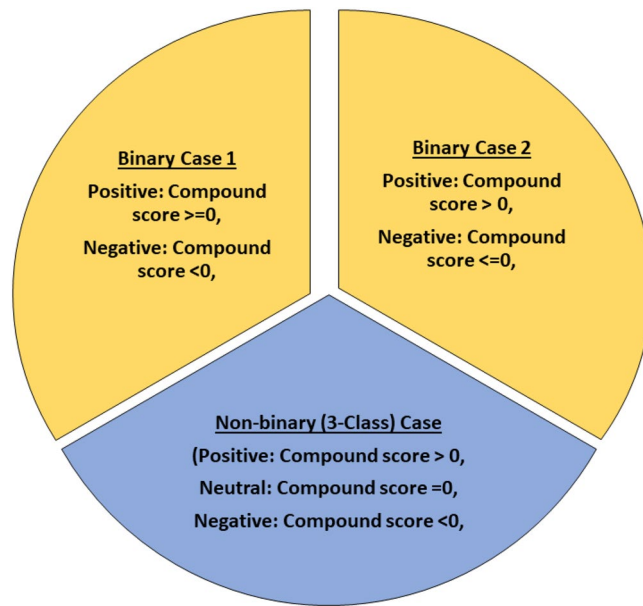 Binary Case 1
Positive: Compound
score >=0,
Negative: Compound
score <0,
Binary Case 2
Positive: Compound
score > 0,
Negative: Compound
score <=0,
Non-binary (3-Class) Case
(Positive: Compound score > 0,
Neutral: Compound score =0,
Negative: Compound score <0,